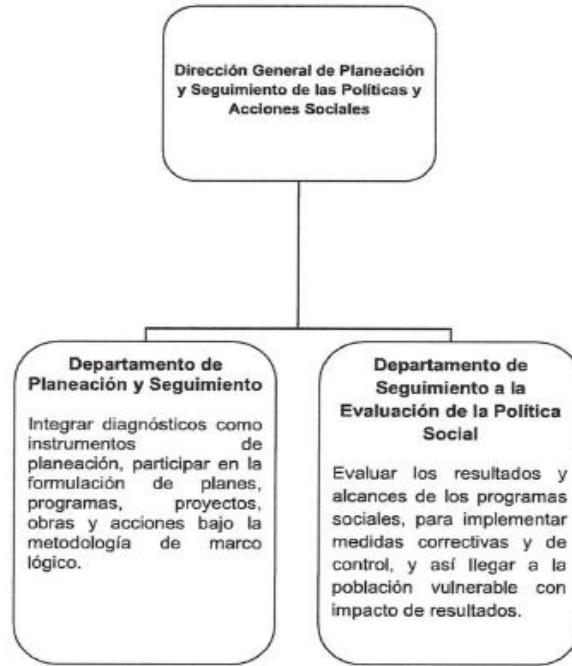 Dirección General de Planeación
y Seguimiento de las Políticas y
Acciones Sociales
Departamento de
Planeación y Seguimiento
Integrar diagnósticos como
instrumentos de
planeación, participar en la
formulación de planes,
programas, proyectos,
obras y acciones bajo la
metodología de marco
lógico.
Departamento de
Seguimiento a la
Evaluación de la Política
Social
Evaluar los resultados y
alcances de los programas
sociales, para implementar
medidas correctivas y de
control, y así llegar a la
población vulnerable con
impacto de resultados.